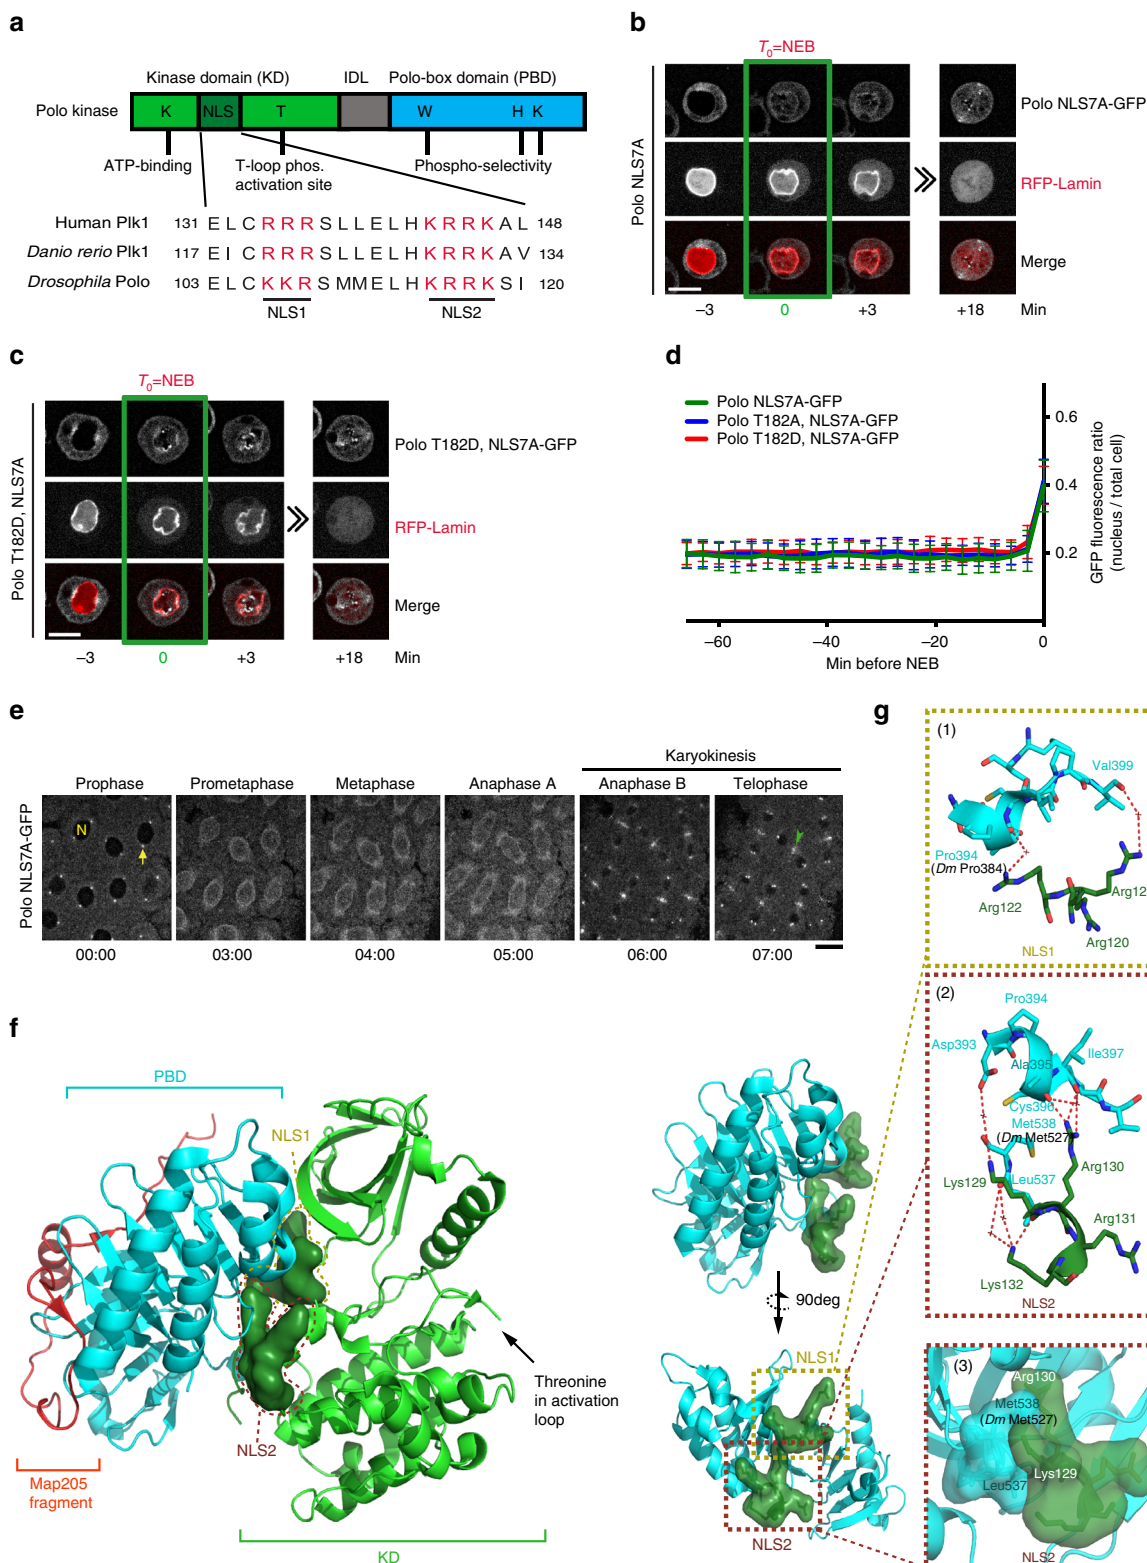 a
Kinase domain (KD)
IDL
Polo-box domain (PBD)
Polo kinase
K
NLS
T
W
H
K
ATP-binding
T-loop phos.
activation site
Phospho-selectivity
Human Plk1 131 E L C R R R S L L E L H K R R K A L 148
Danio rerio Plk1 117 E I C R R R S L L E L H K R R K A V 134
Drosophila Polo 103 E L C K K R S M M E L H K R R K S I 120
NLS1
NLS2
b
T0=NEB
Polo NLS7A
Polo NLS7A-GFP
RFP-Lamin
Merge
−3
0
+3
+18
Min
c
T0=NEB
Polo T182D, NLS7A
Polo T182D, NLS7A-GFP
RFP-Lamin
Merge
−3
0
+3
+18
Min
d
Polo NLS7A-GFP
Polo T182A, NLS7A-GFP
Polo T182D, NLS7A-GFP
0.6
0.4
0.2
GFP fluorescence ratio
(nucleus / total cell)
−60
−40
−20
0
Min before NEB
e
Karyokinesis
Prophase
Prometaphase
Metaphase
Anaphase A
Anaphase B
Telophase
Polo NLS7A-GFP
N
00:00
03:00
04:00
05:00
06:00
07:00
f
PBD
NLS1
NLS2
Map205
fragment
KD
Threonine
in activation
loop
90deg
NLS1
NLS2
g
(1)
Val399
Pro394
(Dm Pro384)
Arg122
Arg12
Arg120
NLS1
(2)
Pro394
Asp393
Ile397
Ala395
Cys396
Met538
(Dm Met527)
Arg130
Lys129
Leu537
Arg131
Lys132
NLS2
(3)
Arg130
Met538
(Dm Met527)
Lys129
Leu537
NLS2